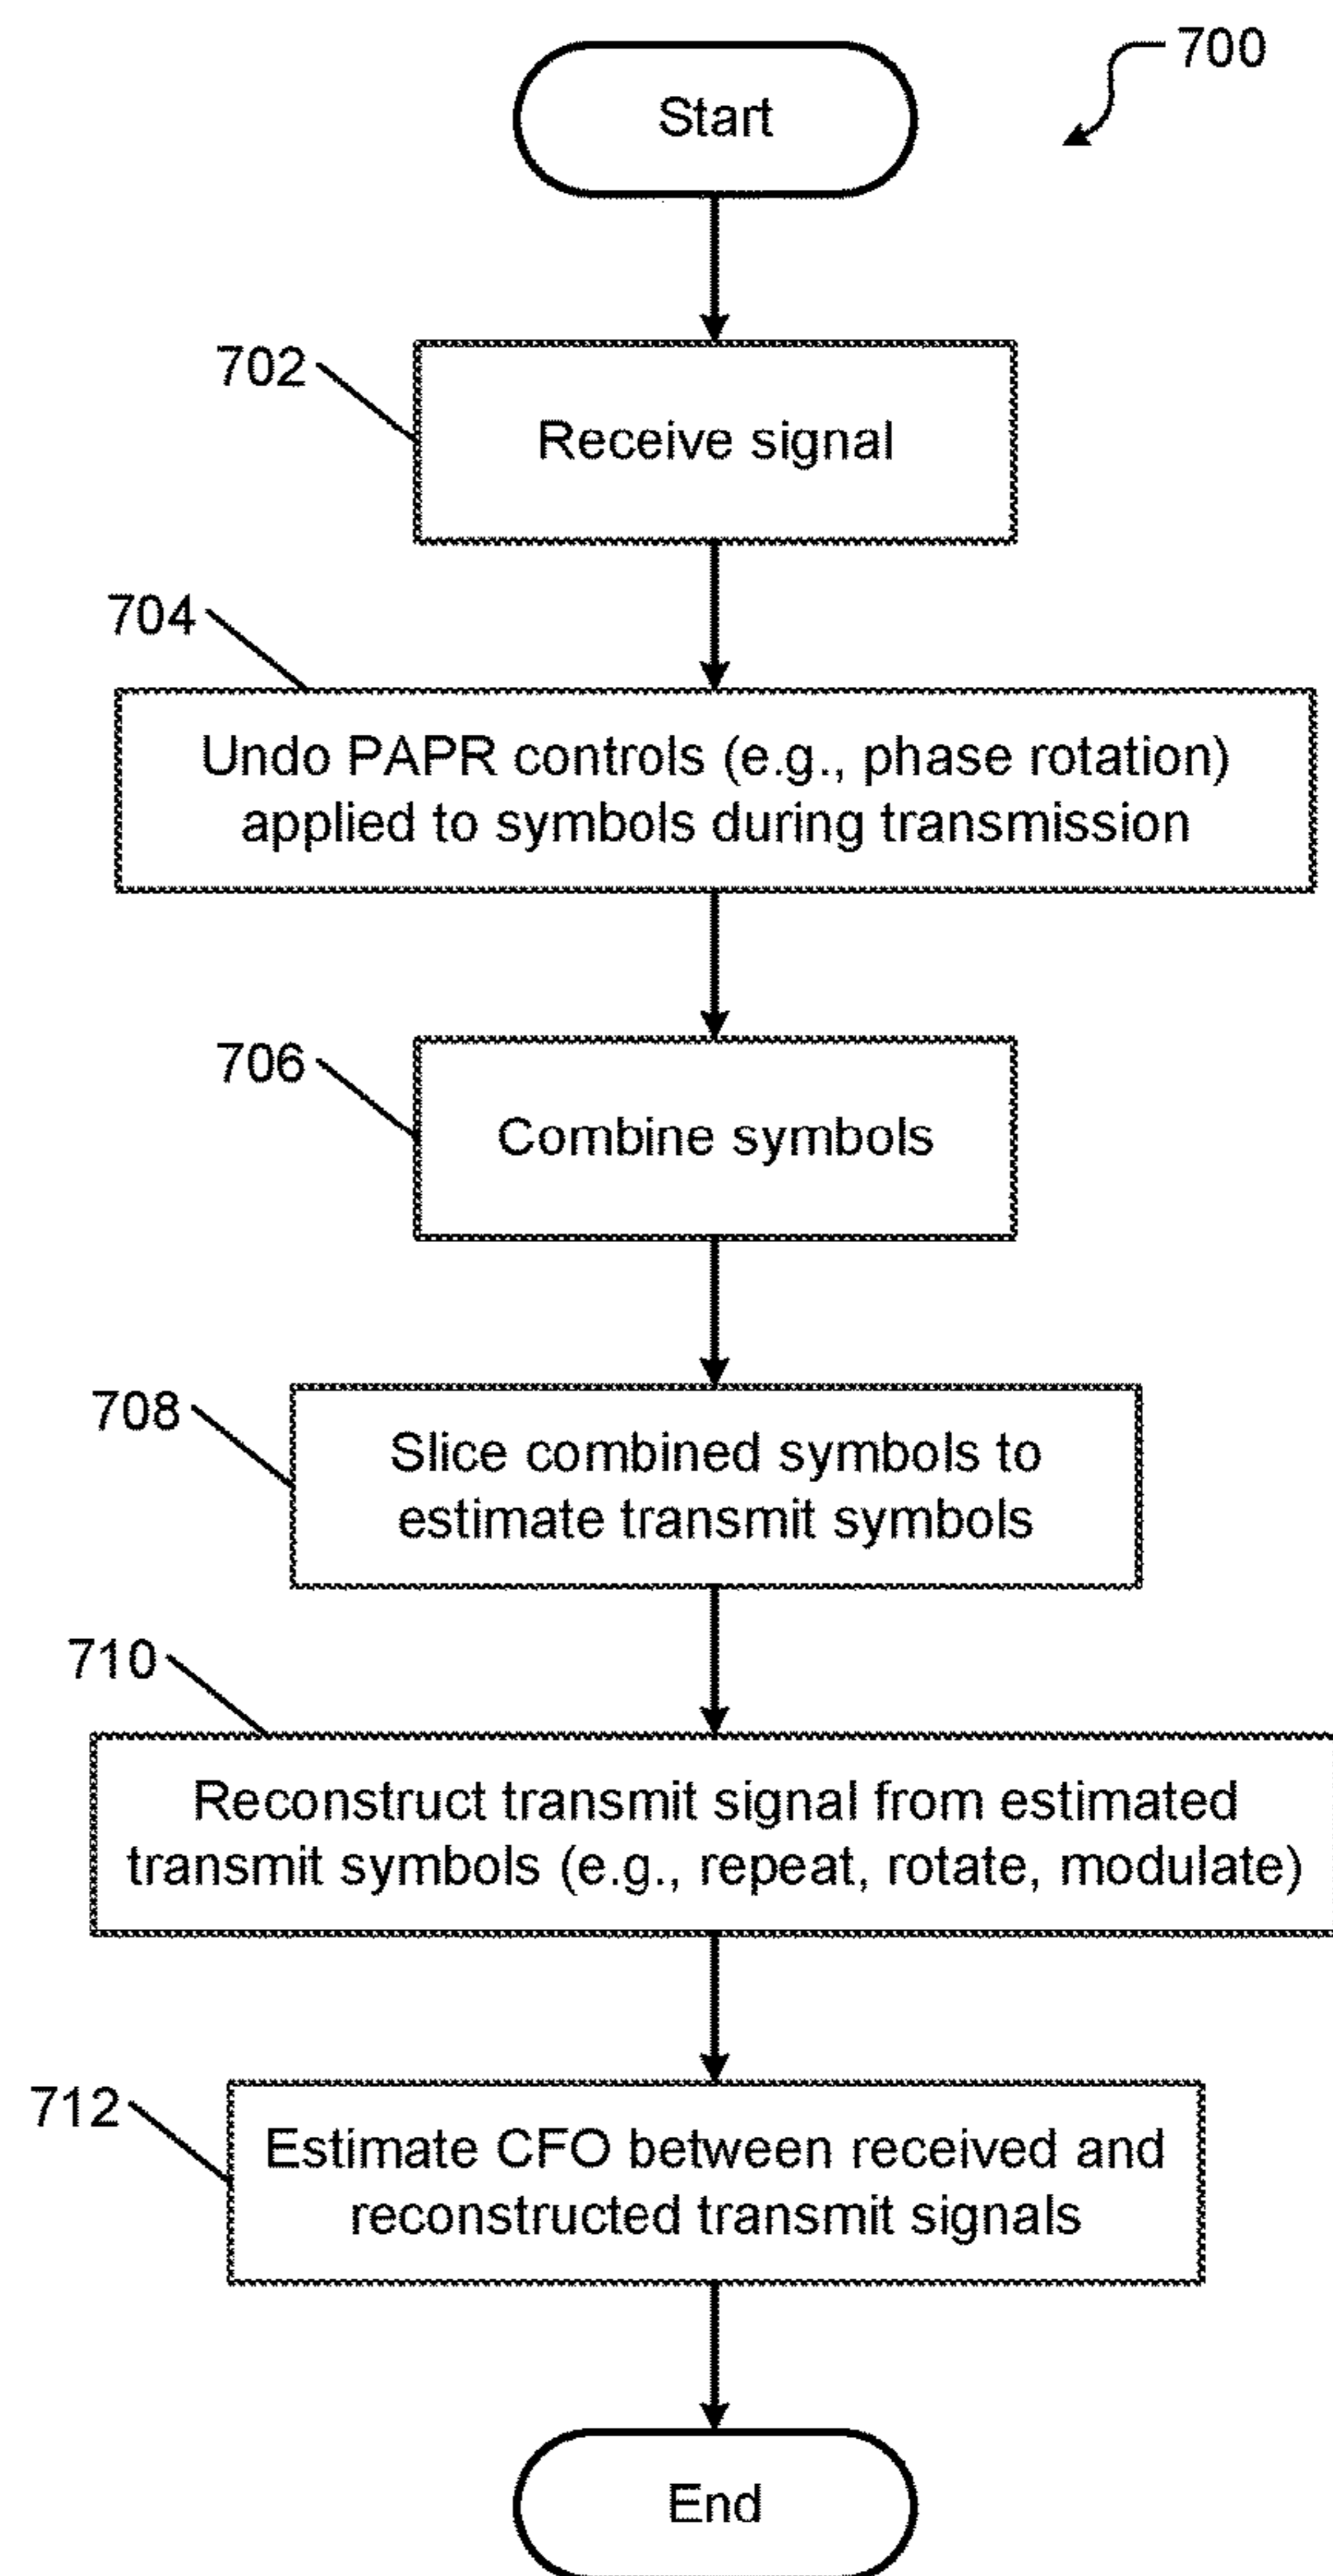 700
Start
702
Receive signal
704
Undo PAPR controls (e.g., phase rotation)
applied to symbols during transmission
706
Combine symbols
708
Slice combined symbols to
estimate transmit symbols
710
Reconstruct transmit signal from estimated
transmit symbols (e.g., repeat, rotate, modulate)
712
Estimate CFO between received and
reconstructed transmit signals
End